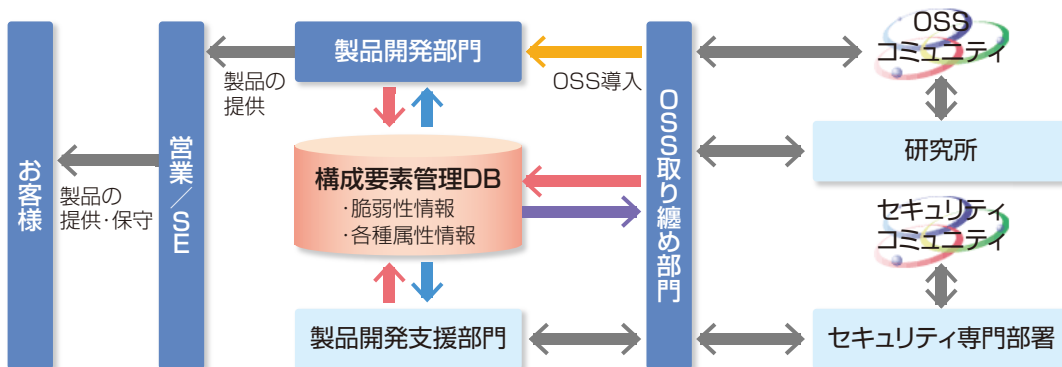 お客様
製品の
提供・保守
営業／SE
製品の
提供
製品開発部門
OSS導入
構成要素管理DB
・脆弱性情報
・各種属性情報
製品開発支援部門
OSS取り纏め部門
OSS
コミュニティ
研究所
セキュリティ
コミュニティ
セキュリティ専門部署